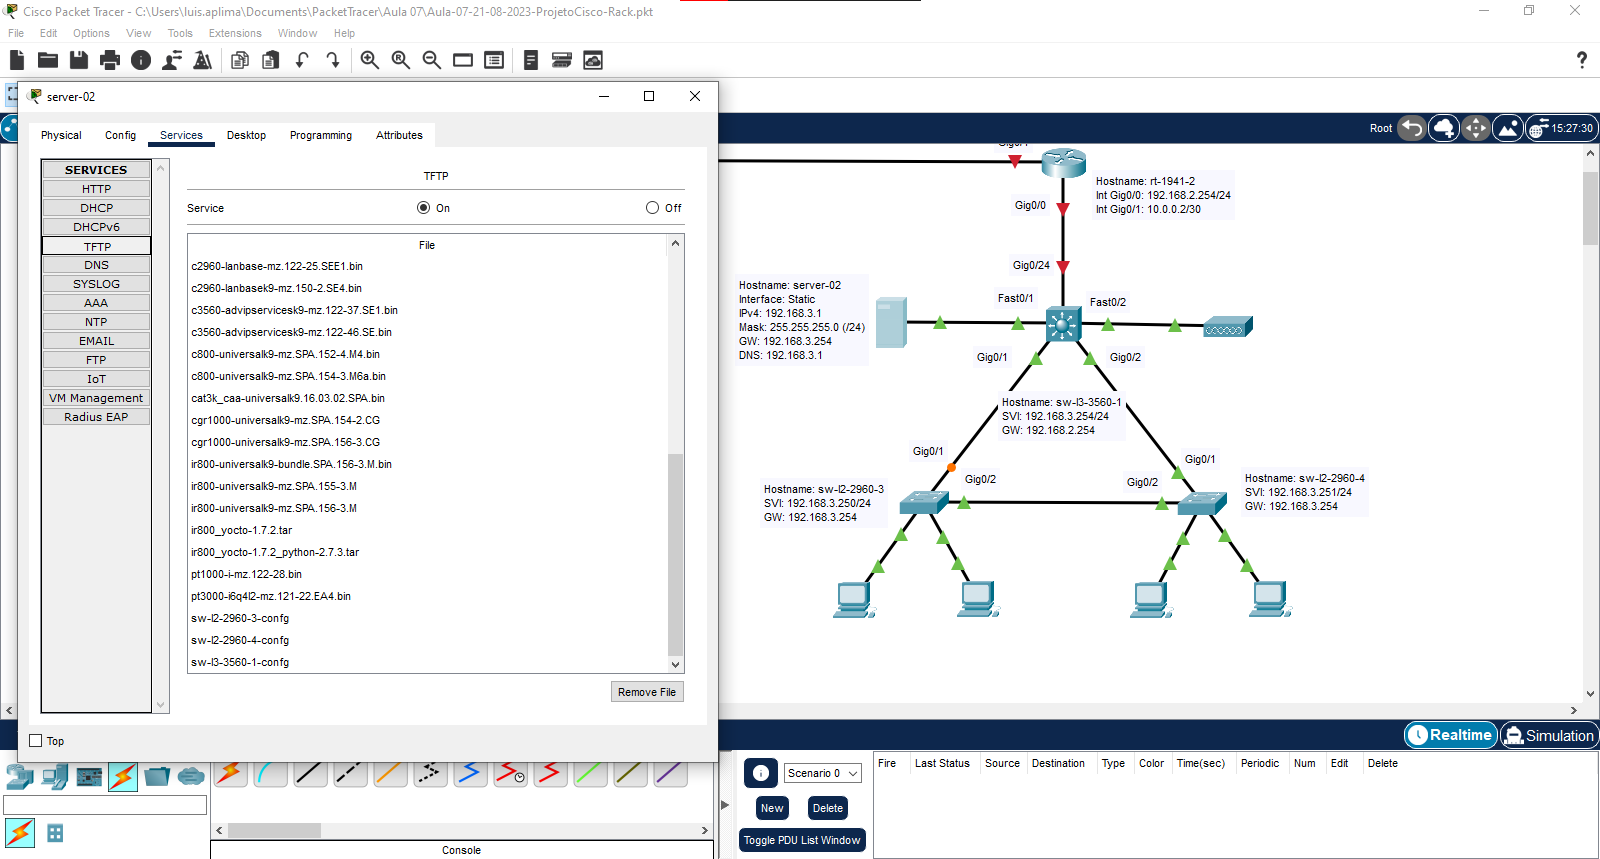 Cisco Packet Tracer - C:\Users\luis.aplima\Documents\PacketTracer\Aula 07\Aula-07-21-08-2023-ProjetoCisco-Rack.pkt
File Edit Options View Tools Extensions Window Help
?
server-02
Physical Config Services Desktop Programming Attributes
SERVICES
HTTP
DHCP
DHCPv6
TFTP
DNS
SYSLOG
AAA
NTP
EMAIL
FTP
IoT
VM Management
Radius EAP
TFTP
Service On Off
File
c2960-lanbase-mz.122-25.SEE1.bin
c2960-lanbasek9-mz.150-2.SE4.bin
c3560-advipservicesk9-mz.122-37.SE1.bin
c3560-advipservicesk9-mz.122-46.SE.bin
c800-universalk9-mz.SPA.152-4.M4.bin
c800-universalk9-mz.SPA.154-3.M6a.bin
cat3k_caa-universalk9.16.03.02.SPA.bin
cgr1000-universalk9-mz.SPA.154-2.CG
cgr1000-universalk9-mz.SPA.156-3.CG
ir800-universalk9-bundle.SPA.156-3.M.bin
ir800-universalk9-mz.SPA.155-3.M
ir800-universalk9-mz.SPA.156-3.M
ir800_yocto-1.7.2.tar
ir800_yocto-1.7.2_python-2.7.3.tar
pt1000-i-mz.122-28.bin
pt3000-i6q4l2-mz.121-22.EA4.bin
sw-l2-2960-3-confg
sw-l2-2960-4-confg
sw-l3-3560-1-confg
Remove File
Top
Root 15:27:30
Hostname: rt-1941-2
Int Gig0/0: 192.168.2.254/24
Int Gig0/1: 10.0.0.2/30
Gig0/0
Gig0/24
Hostname: server-02
Interface: Static
IPv4: 192.168.3.1
Mask: 255.255.255.0 (/24)
GW: 192.168.3.254
DNS: 192.168.3.1
Fast0/1
Fast0/2
Gig0/1
Gig0/2
Hostname: sw-l3-3560-1
SVI: 192.168.3.254/24
GW: 192.168.2.254
Gig0/1
Gig0/2
Hostname: sw-l2-2960-3
SVI: 192.168.3.250/24
GW: 192.168.3.254
Gig0/1
Gig0/2
Hostname: sw-l2-2960-4
SVI: 192.168.3.251/24
GW: 192.168.3.254
Realtime Simulation
Scenario 0
New Delete
Toggle PDU List Window
Fire Last Status Source Destination Type Color Time(sec) Periodic Num Edit Delete
Console